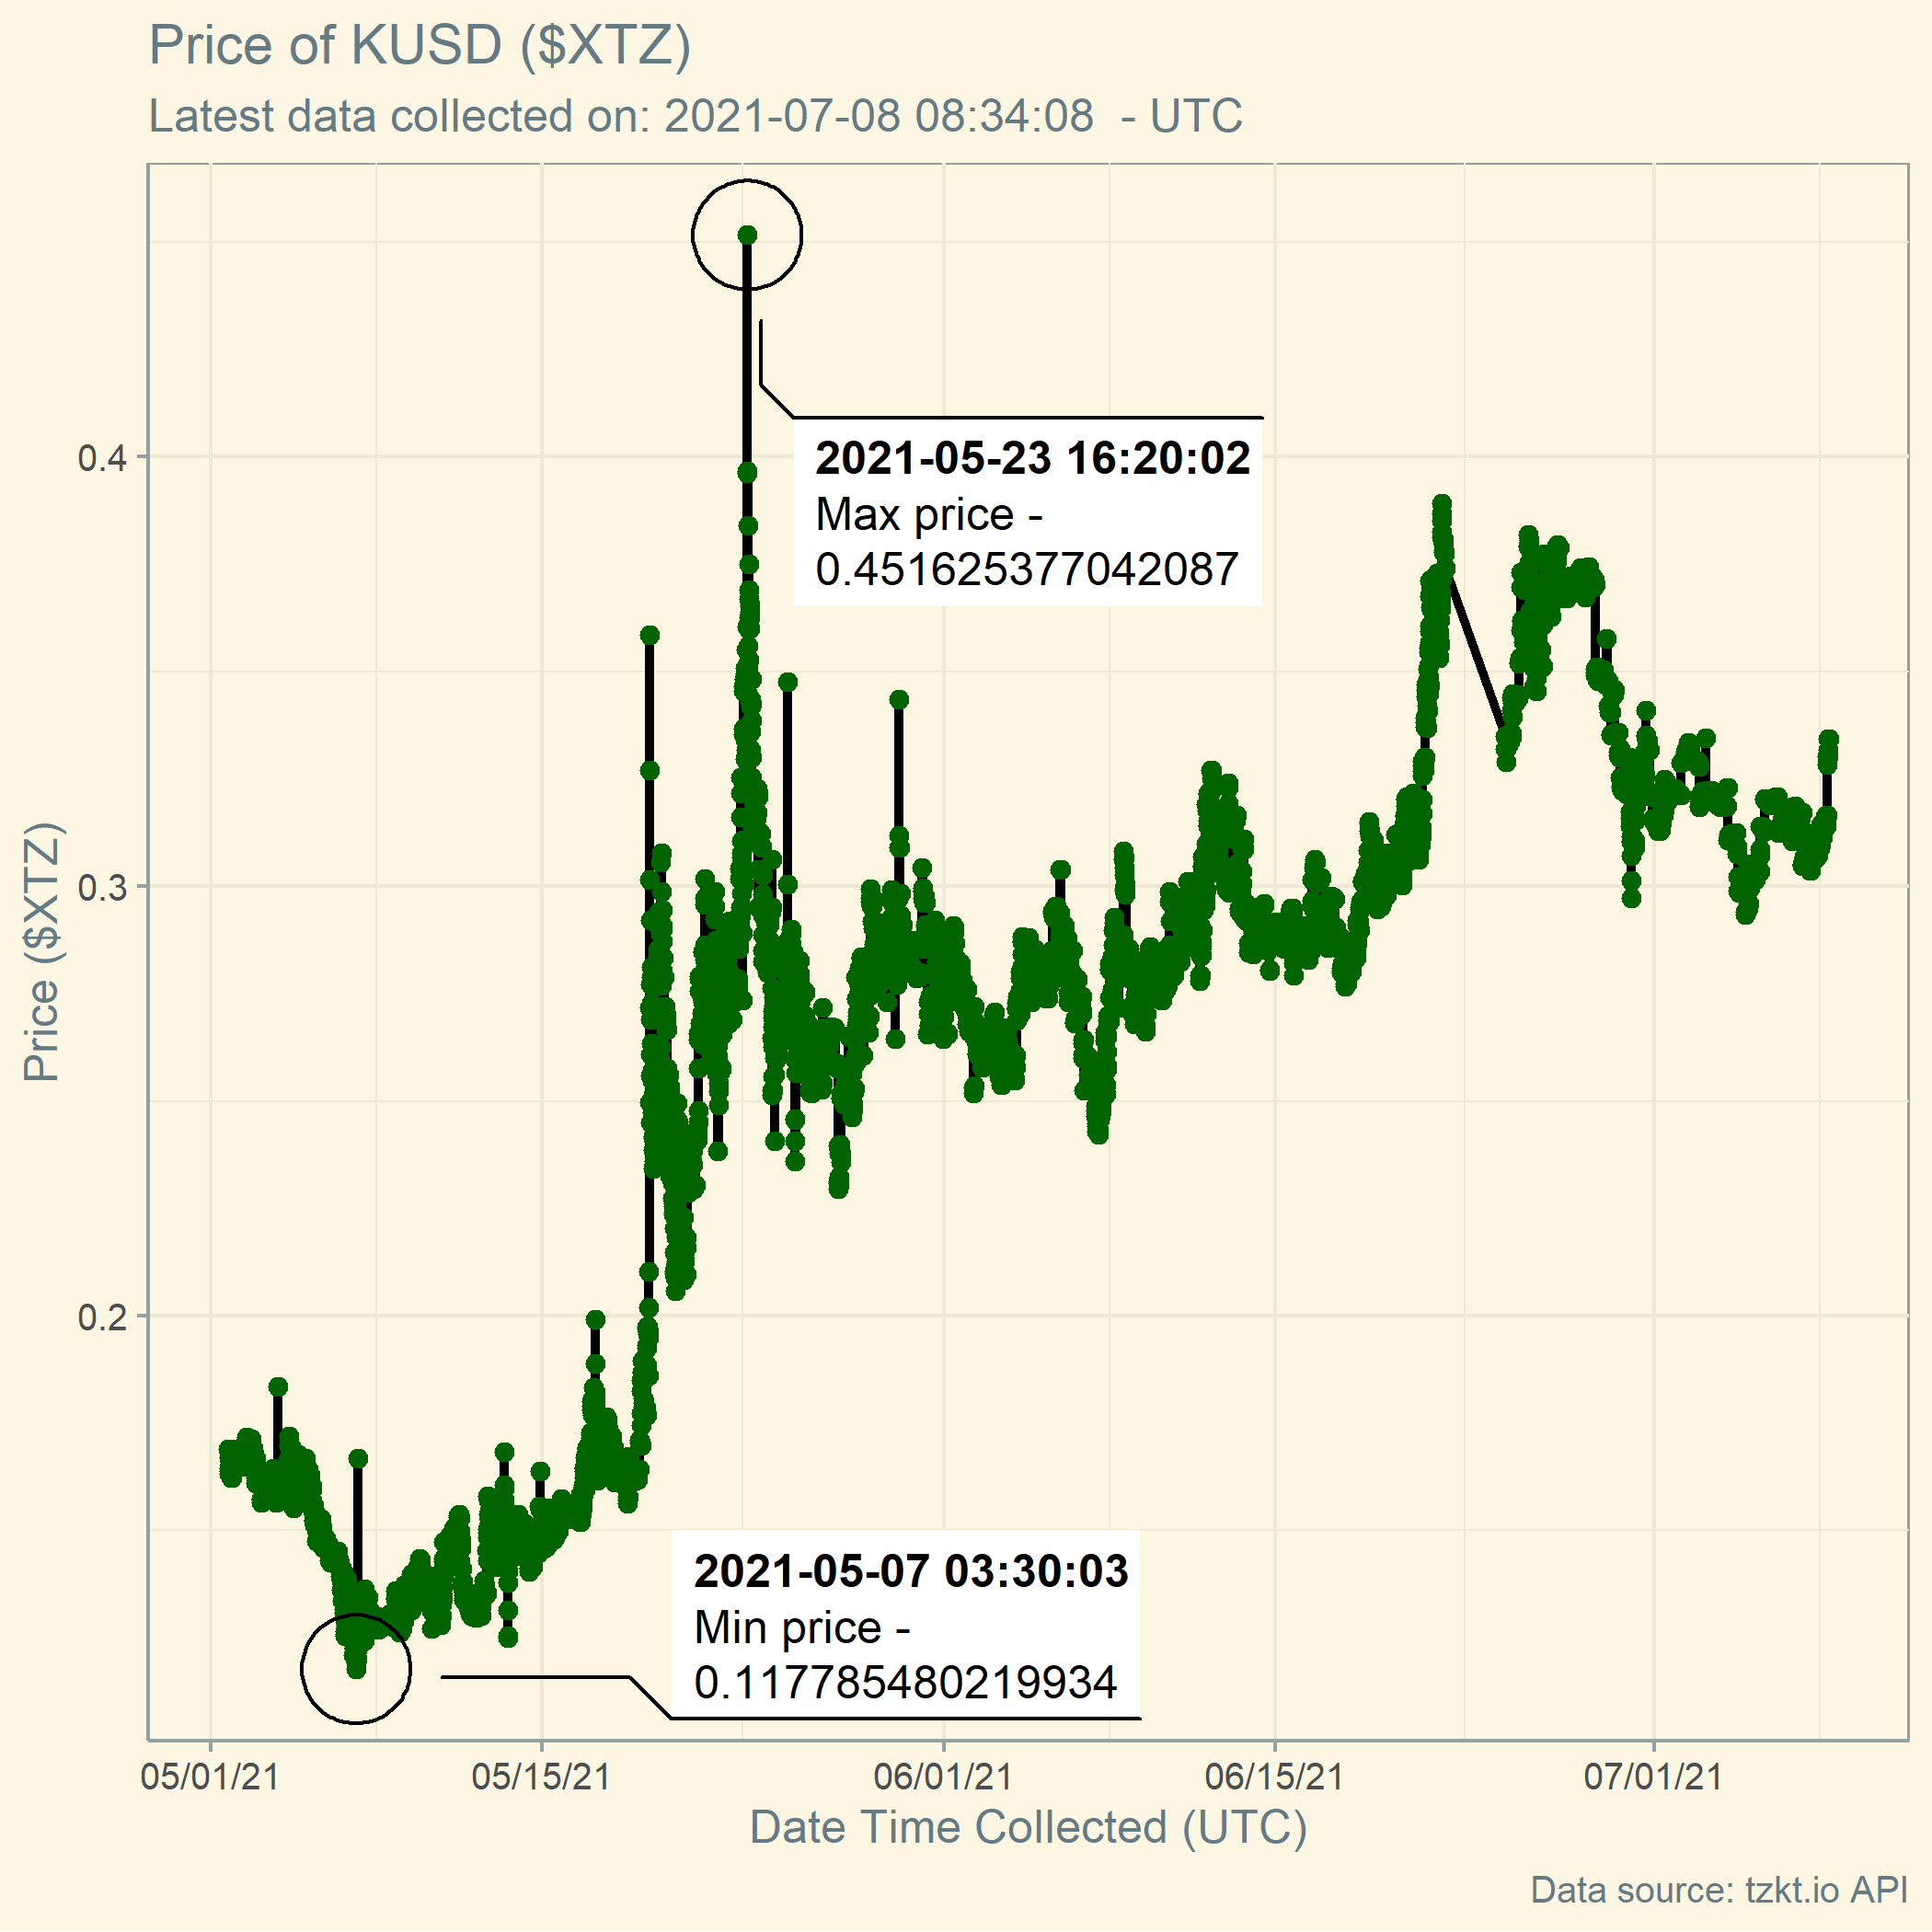 Price of KUSD ($XTZ)
Latest data collected on: 2021-07-08 08:34:08  - UTC
2021-05-23 16:20:02
Max price -
0.451625377042087
0.4
0.3
0.2
Price ($XTZ)
2021-05-07 03:30:03
Min price -
0.117785480219934
05/01/21
05/15/21
06/01/21
06/15/21
07/01/21
Date Time Collected (UTC)
Data source: tzkt.io API